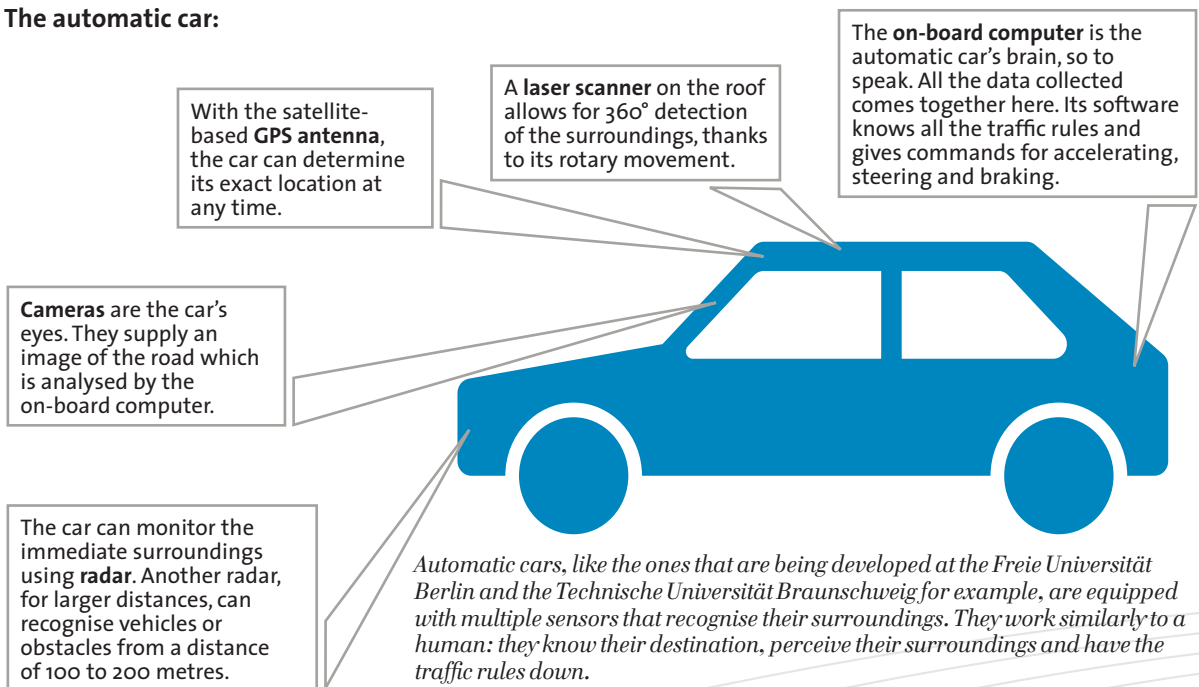 The automatic car:
The on-board computer is the
automatic car's brain, so to
speak. All the data collected
comes together here. Its software
knows all the traffic rules and
gives commands for accelerating,
steering and braking.
A laser scanner on the roof
allows for 360° detection
of the surroundings, thanks
to its rotary movement.
With the satellite-
based GPS antenna,
the car can determine
its exact location at
any time.
Cameras are the car's
eyes. They supply an
image of the road which
is analysed by the
on-board computer.
The car can monitor the
immediate surroundings
using radar. Another radar,
for larger distances, can
recognise vehicles or
obstacles from a distance
of 100 to 200 metres.
Automatic cars, like the ones that are being developed at the Freie Universität
Berlin and the Technische Universität Braunschweig for example, are equipped
with multiple sensors that recognise their surroundings. They work similarly to a
human: they know their destination, perceive their surroundings and have the
traffic rules down.